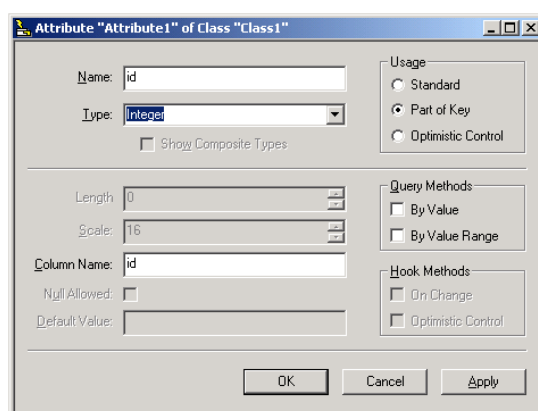 Attribute "Attribute1" of Class "Class1"
Name: id
Type: Integer
Show Composite Types
Usage
Standard
Part of Key
Optimistic Control
Length 0
Scale: 16
Column Name: id
Null Allowed:
Default Value:
Query Methods
By Value
By Value Range
Hook Methods
On Change
Optimistic Control
OK Cancel Apply